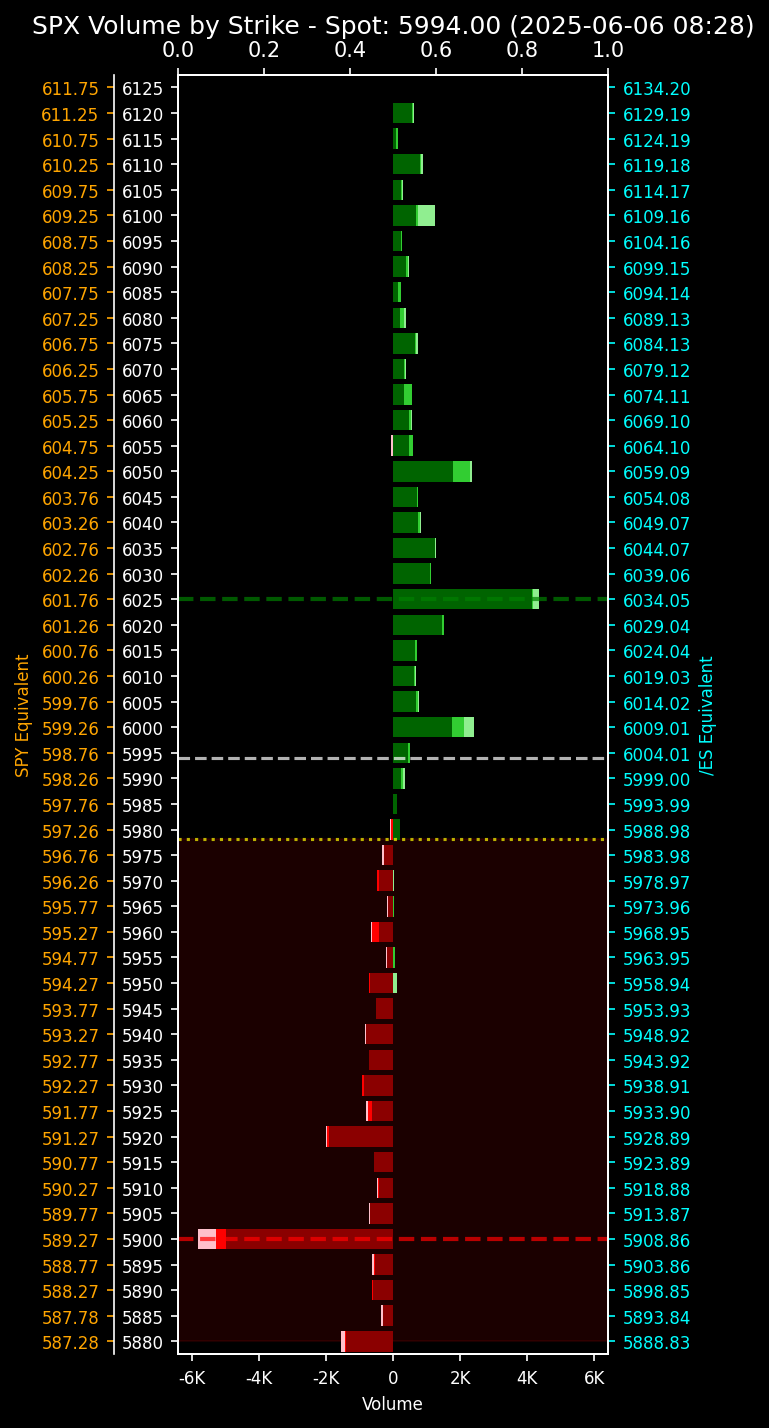 SPX Volume by Strike - Spot: 5994.00 (2025-06-06 08:28)
0.0 0.2 0.4 0.6 0.8 1.0
611.75 6125 6134.20
611.25 6120 6129.19
610.75 6115 6124.19
610.25 6110 6119.18
609.75 6105 6114.17
609.25 6100 6109.16
608.75 6095 6104.16
608.25 6090 6099.15
607.75 6085 6094.14
607.25 6080 6089.13
606.75 6075 6084.13
606.25 6070 6079.12
605.75 6065 6074.11
605.25 6060 6069.10
604.75 6055 6064.10
604.25 6050 6059.09
603.76 6045 6054.08
603.26 6040 6049.07
602.76 6035 6044.07
602.26 6030 6039.06
601.76 6025 6034.05
601.26 6020 6029.04
600.76 6015 6024.04
600.26 6010 6019.03
599.76 6005 6014.02
599.26 6000 6009.01
598.76 5995 6004.01
598.26 5990 5999.00
597.76 5985 5993.99
597.26 5980 5988.98
596.76 5975 5983.98
596.26 5970 5978.97
595.77 5965 5973.96
595.27 5960 5968.95
594.77 5955 5963.95
594.27 5950 5958.94
593.77 5945 5953.93
593.27 5940 5948.92
592.77 5935 5943.92
592.27 5930 5938.91
591.77 5925 5933.90
591.27 5920 5928.89
590.77 5915 5923.89
590.27 5910 5918.88
589.77 5905 5913.87
589.27 5900 5908.86
588.77 5895 5903.86
588.27 5890 5898.85
587.78 5885 5893.84
587.28 5880 5888.83
SPY Equivalent
/ES Equivalent
-6K -4K -2K 0 2K 4K 6K
Volume